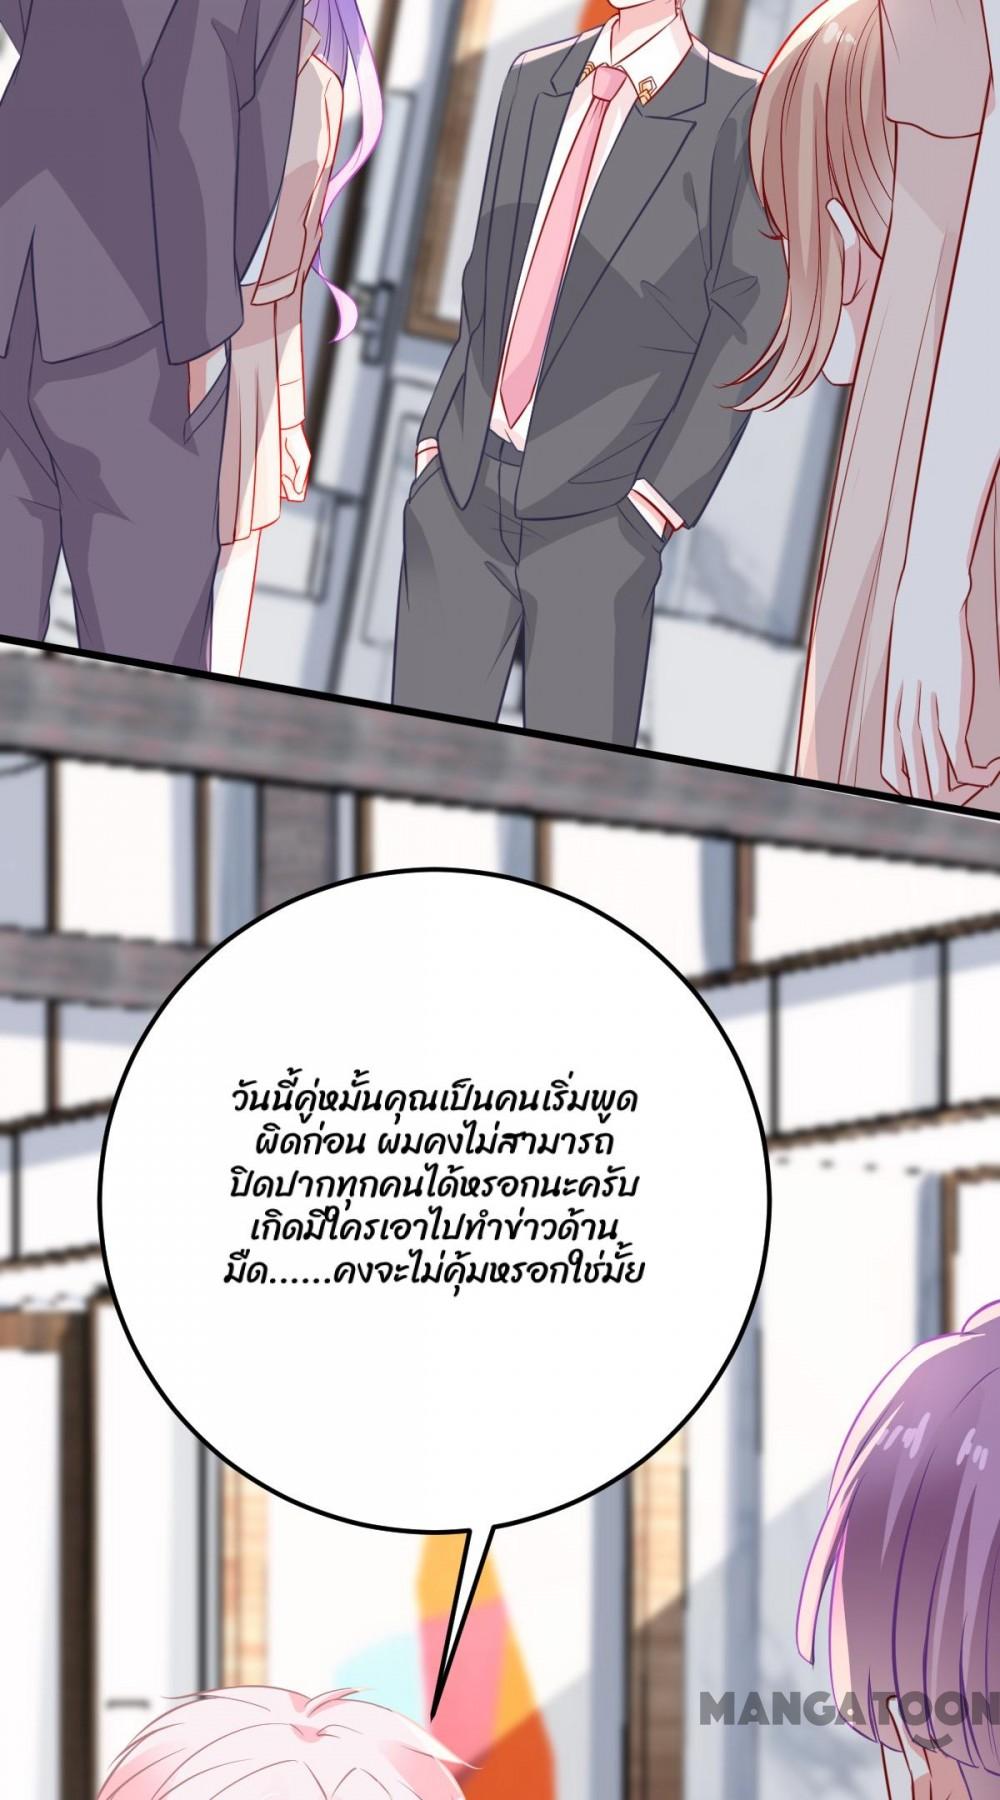 วันนี้คู่หมั้นคุณเป็นคนเริ่มพูด
ผิดก่อน ผมคงไม่สามารถ
ปิดปากทุกคนได้หรอกนะครับ
เกิดมีใครเอาไปทำข่าวด้าน
มืด......คงจะไม่คุ้มหรอกใช่มั้ย
MANGATOON